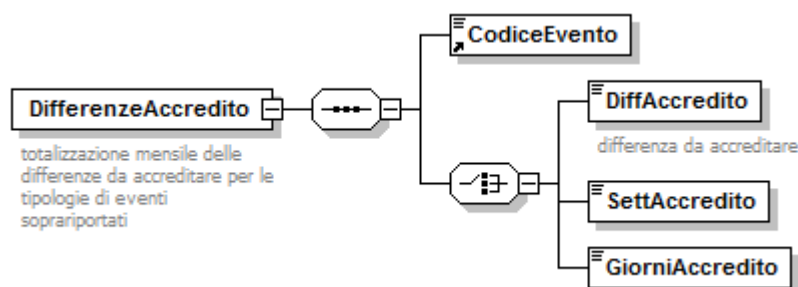 CodiceEvento
DifferenzeAccredito
totalizzazione mensile delle
differenze da accreditare per le
tipologie di eventi
soprariportati
DiffAccredito
differenza da accreditare
SettAccredito
GiorniAccredito